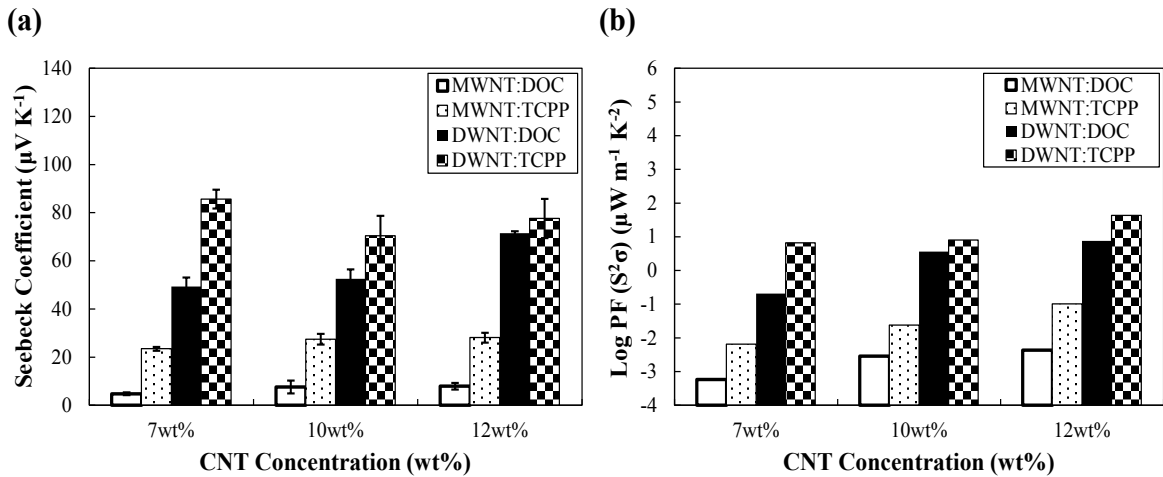 (a)
Seebeck Coefficient (µV K⁻¹)
140
120
100
80
60
40
20
0
MWNT:DOC
MWNT:TCPP
DWNT:DOC
DWNT:TCPP
7wt%
10wt%
12wt%
CNT Concentration (wt%)
(b)
Log PF (S²σ) (µW m⁻¹ K⁻²)
6
5
4
3
2
1
0
-1
-2
-3
-4
MWNT:DOC
MWNT:TCPP
DWNT:DOC
DWNT:TCPP
7wt%
10wt%
12wt%
CNT Concentration (wt%)